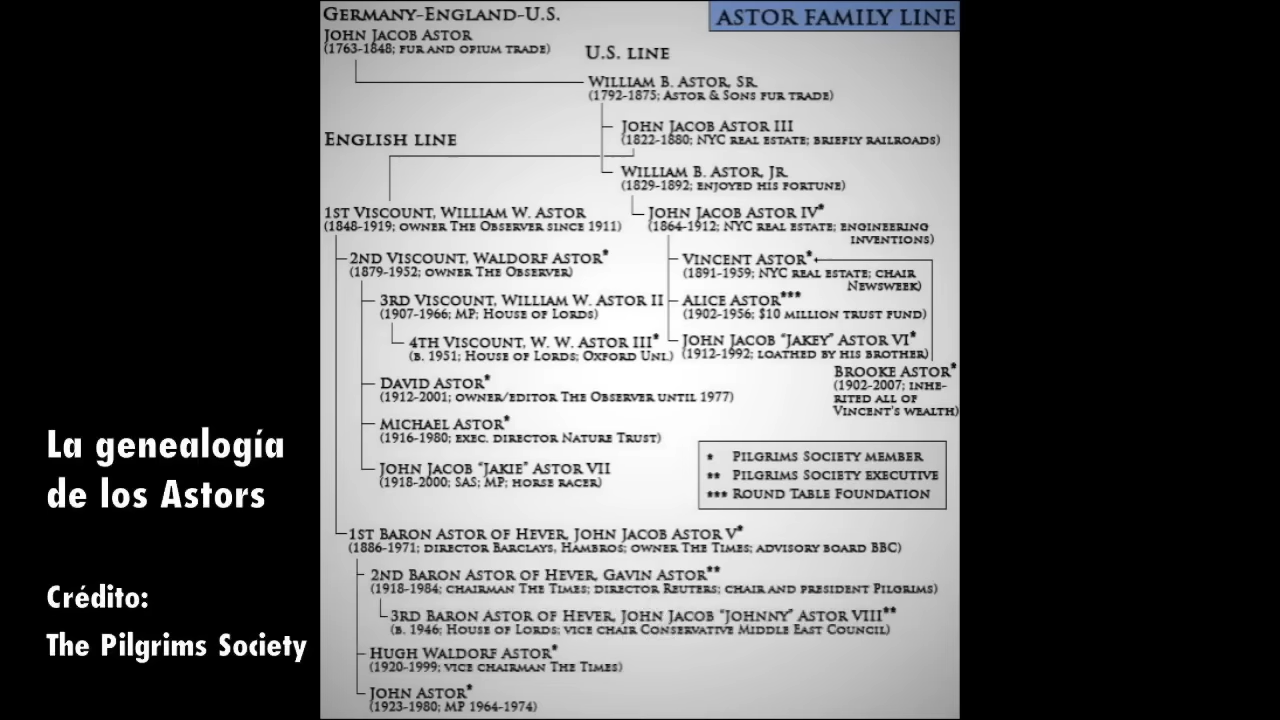 GERMANY-ENGLAND-U.S.
ASTOR FAMILY LINE
JOHN JACOB ASTOR
(1763-1848; FUR AND OPIUM TRADE)
U.S. LINE
WILLIAM B. ASTOR, SR.
(1792-1875; ASTOR & SONS FUR TRADE)
JOHN JACOB ASTOR III
(1822-1880; NYC REAL ESTATE; BRIEFLY RAILROADS)
ENGLISH LINE
WILLIAM B. ASTOR, JR.
(1829-1892; ENJOYED HIS FORTUNE)
1ST VISCOUNT, WILLIAM W. ASTOR
(1848-1919; OWNER THE OBSERVER SINCE 1911)
JOHN JACOB ASTOR IV*
(1864-1912; NYC REAL ESTATE; ENGINEERING
INVENTIONS)
2ND VISCOUNT, WALDORF ASTOR*
(1879-1952; OWNER THE OBSERVER)
VINCENT ASTOR*
(1891-1959; NYC REAL ESTATE; CHAIR
NEWSWEEK)
3RD VISCOUNT, WILLIAM W. ASTOR II
(1907-1966; MP; HOUSE OF LORDS)
ALICE ASTOR***
(1902-1956; $10 MILLION TRUST FUND)
4TH VISCOUNT, W. W. ASTOR III*
(B. 1951; HOUSE OF LORDS; OXFORD UNI.)
JOHN JACOB "JAKEY" ASTOR VI*
(1912-1992; LOATHED BY HIS BROTHER)
BROOKE ASTOR*
(1902-2007; INHE-
RITED ALL OF
VINCENT'S WEALTH)
DAVID ASTOR*
(1912-2001; OWNER/EDITOR THE OBSERVER UNTIL 1977)
MICHAEL ASTOR*
(1916-1980; EXEC. DIRECTOR NATURE TRUST)
JOHN JACOB "JAKIE" ASTOR VII
(1918-2000; SAS; MP; HORSE RACER)
* PILGRIMS SOCIETY MEMBER
** PILGRIMS SOCIETY EXECUTIVE
*** ROUND TABLE FOUNDATION
1ST BARON ASTOR OF HEVER, JOHN JACOB ASTOR V*
(1886-1971; DIRECTOR BARCLAYS, HAMBROS; OWNER THE TIMES; ADVISORY BOARD BBC)
2ND BARON ASTOR OF HEVER, GAVIN ASTOR**
(1918-1984; CHAIRMAN THE TIMES; DIRECTOR REUTERS; CHAIR AND PRESIDENT PILGRIMS)
3RD BARON ASTOR OF HEVER, JOHN JACOB "JOHNNY" ASTOR VIII**
(B. 1946; HOUSE OF LORDS; VICE CHAIR CONSERVATIVE MIDDLE EAST COUNCIL)
HUGH WALDORF ASTOR*
(1920-1999; VICE CHAIRMAN THE TIMES)
JOHN ASTOR*
(1923-1980; MP 1964-1974)
La genealogía
de los Astors
Crédito:
The Pilgrims Society